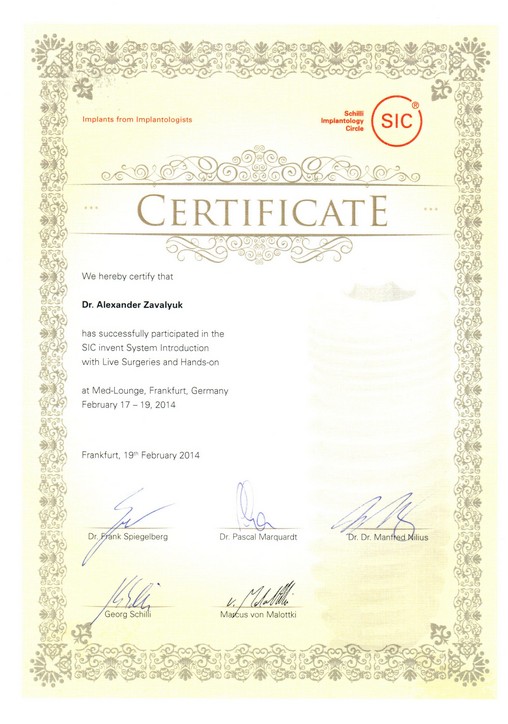 Implants from Implantologists
Schilli
Implantology
Circle
SIC®
CERTIFICATE
We hereby certify that
Dr. Alexander Zavalyuk
has successfully participated in the
SIC invent System Introduction
with Live Surgeries and Hands-on
at Med-Lounge, Frankfurt, Germany
February 17 – 19, 2014
Frankfurt, 19th February 2014
Dr. Frank Spiegelberg
Dr. Pascal Marquardt
Dr. Dr. Manfred Nilius
Georg Schilli
Marcus von Malottki